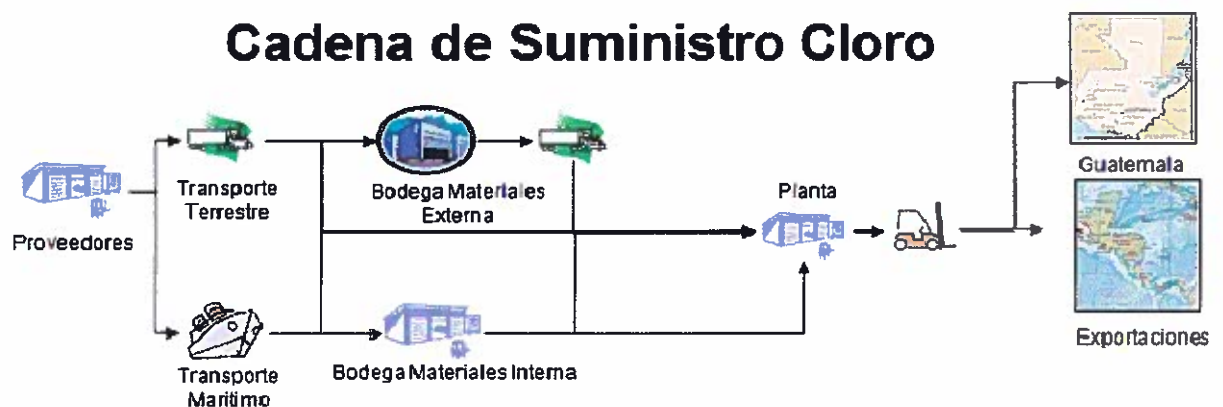 Cadena de Suministro Cloro
Proveedores
Transporte
Terrestre
Transporte
Maritimo
Bodega Materiales
Externa
Bodega Materiales Interna
Planta
Guatemala
Exportaciones